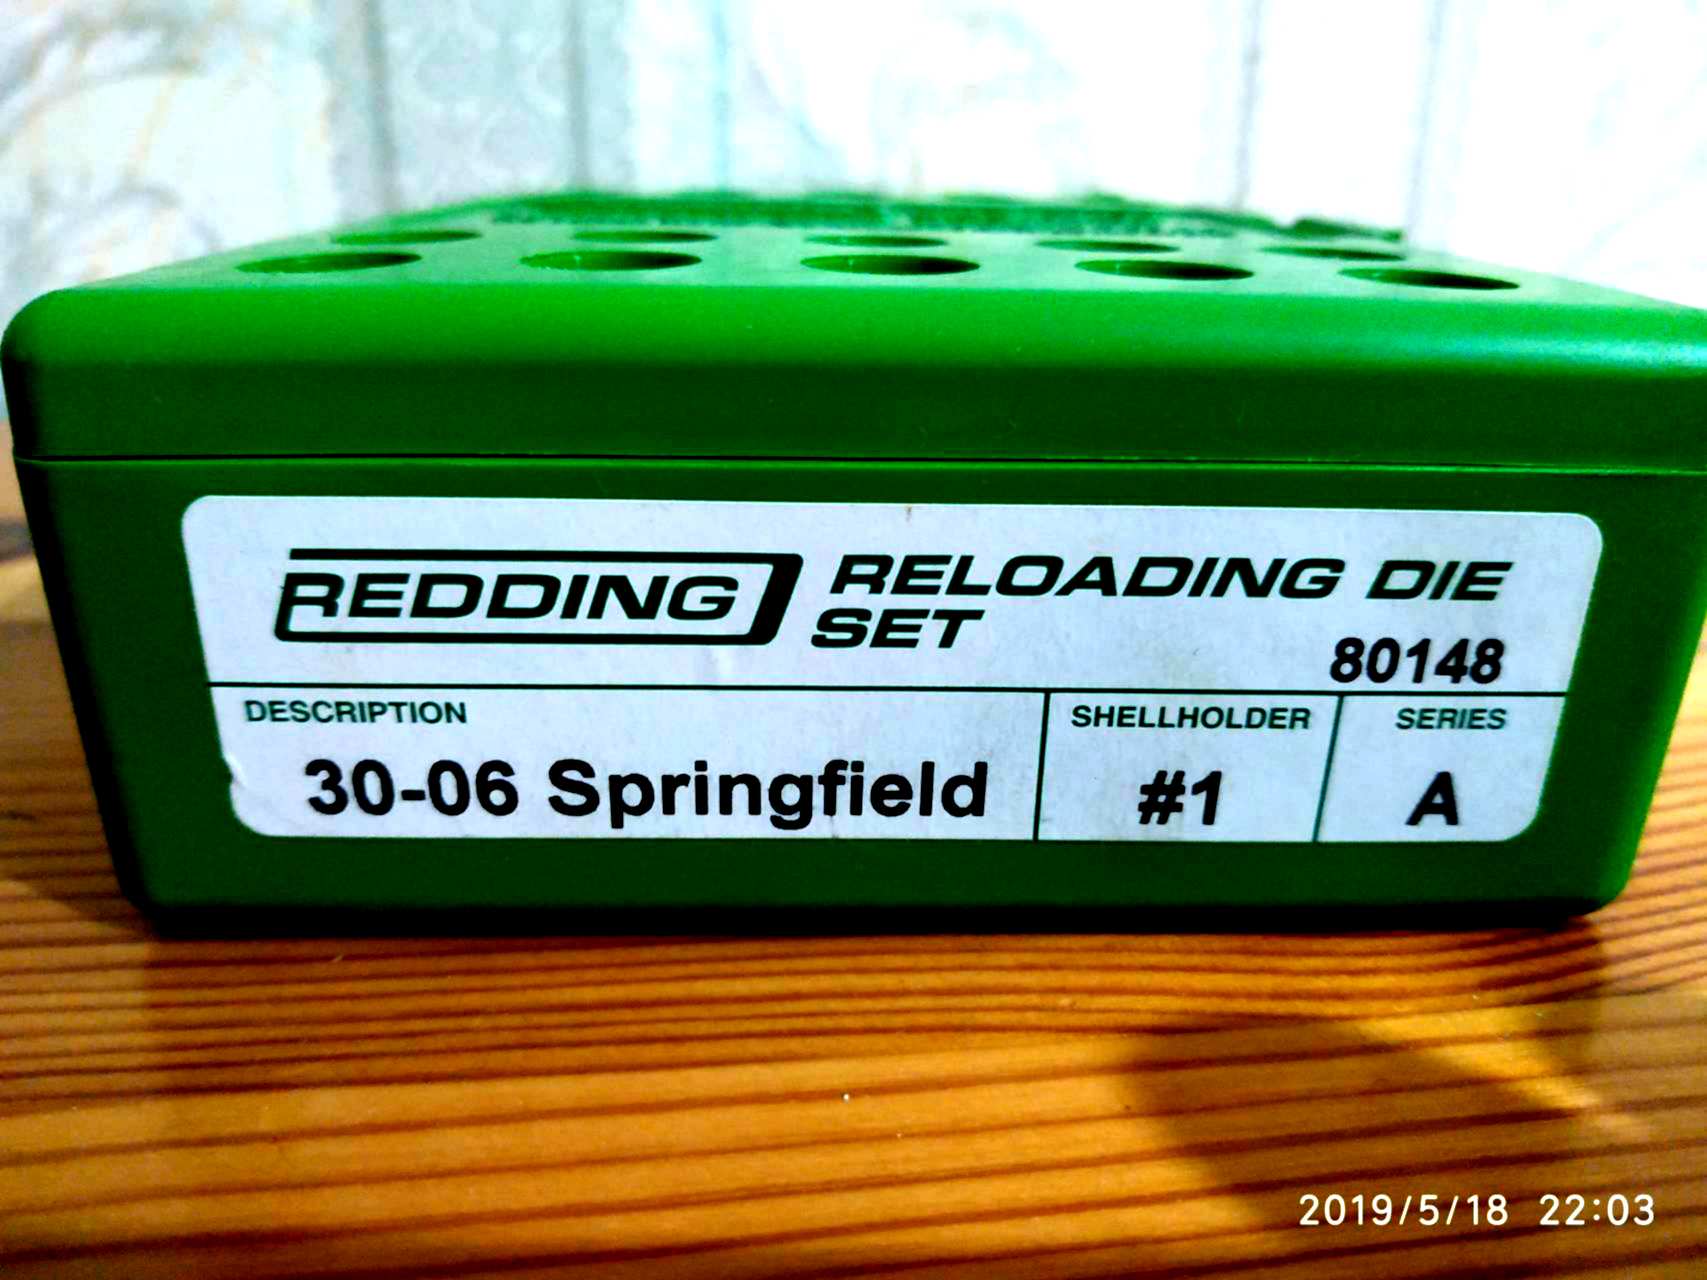 REDDING RELOADING DIE
SET
80148
DESCRIPTION SHELLHOLDER SERIES
30-06 Springfield #1 A
2019/5/18 22:03